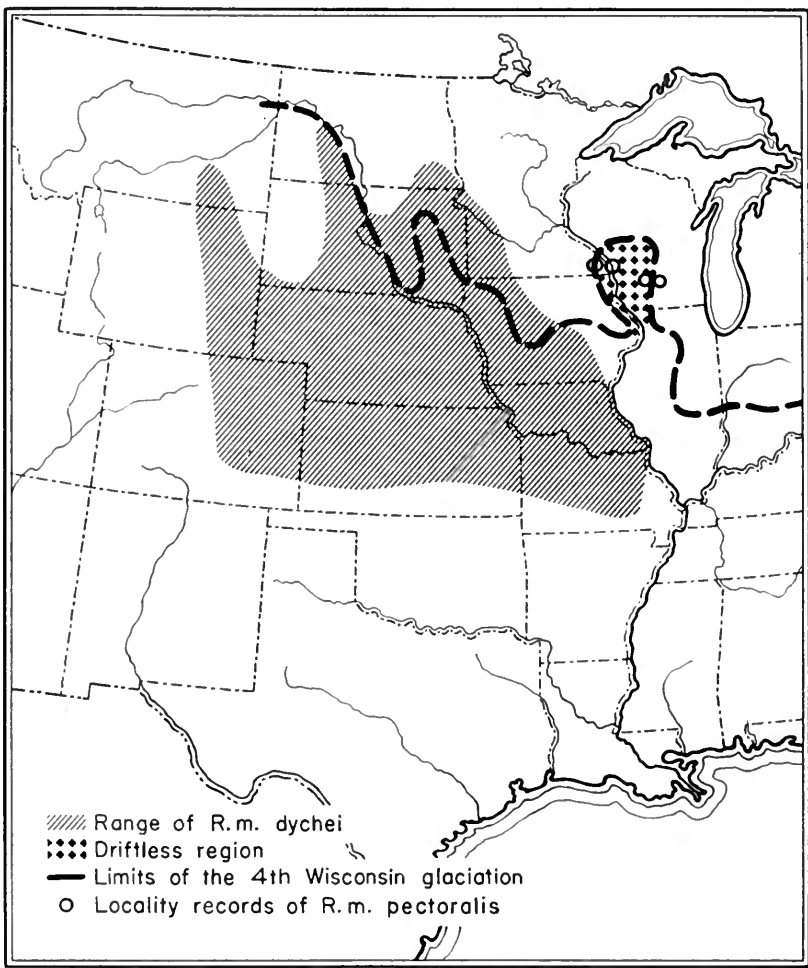 Range of R.m. dychei
Driftless region
Limits of the 4th Wisconsin glaciation
Locality records of R.m. pectoralis